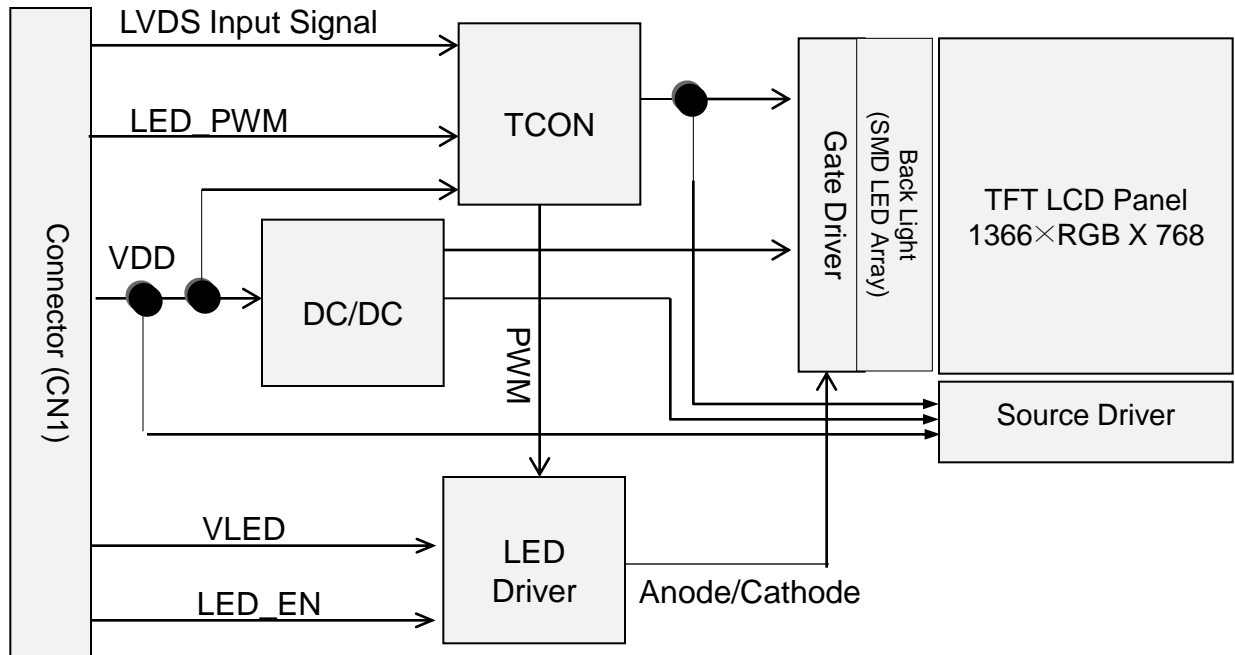 LVDS Input Signal
LED_PWM
VDD
Connector (CN1)
VLED
LED_EN
TCON
DC/DC
PWM
LED
Driver
Anode/Cathode
Gate Driver
Back Light
(SMD LED Array)
TFT LCD Panel
1366×RGB X 768
Source Driver